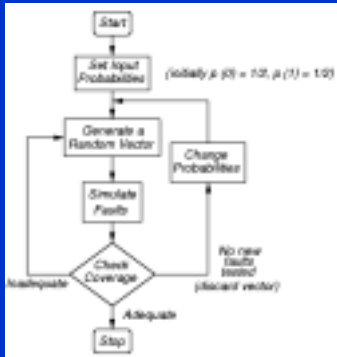 Start
Set Input
Probabilities
(initially p (0) = 1/2, p (1) = 1/2)
Generate a
Random Vector
Change
Probabilities
Simulate
Faults
Check
Coverage
No new
faults
tested
(discard vector)
Inadequate
Adequate
Stop